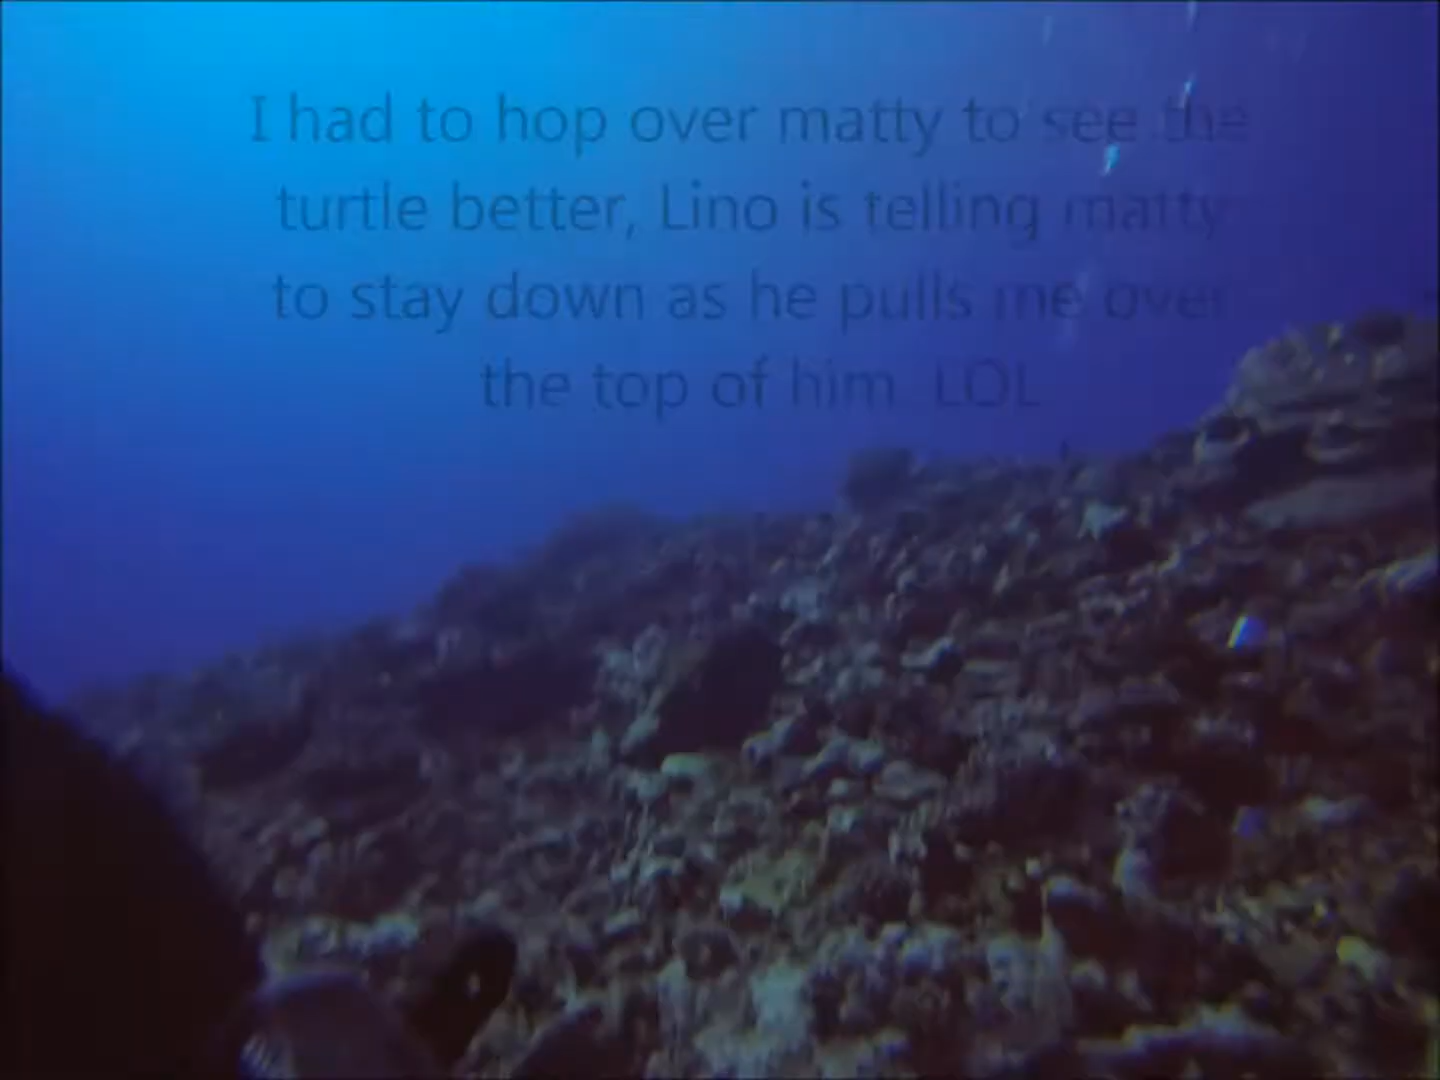 I had to hop over matty to see the
turtle better, Lino is telling matty
to stay down as he pulls me over
the top of him LOL